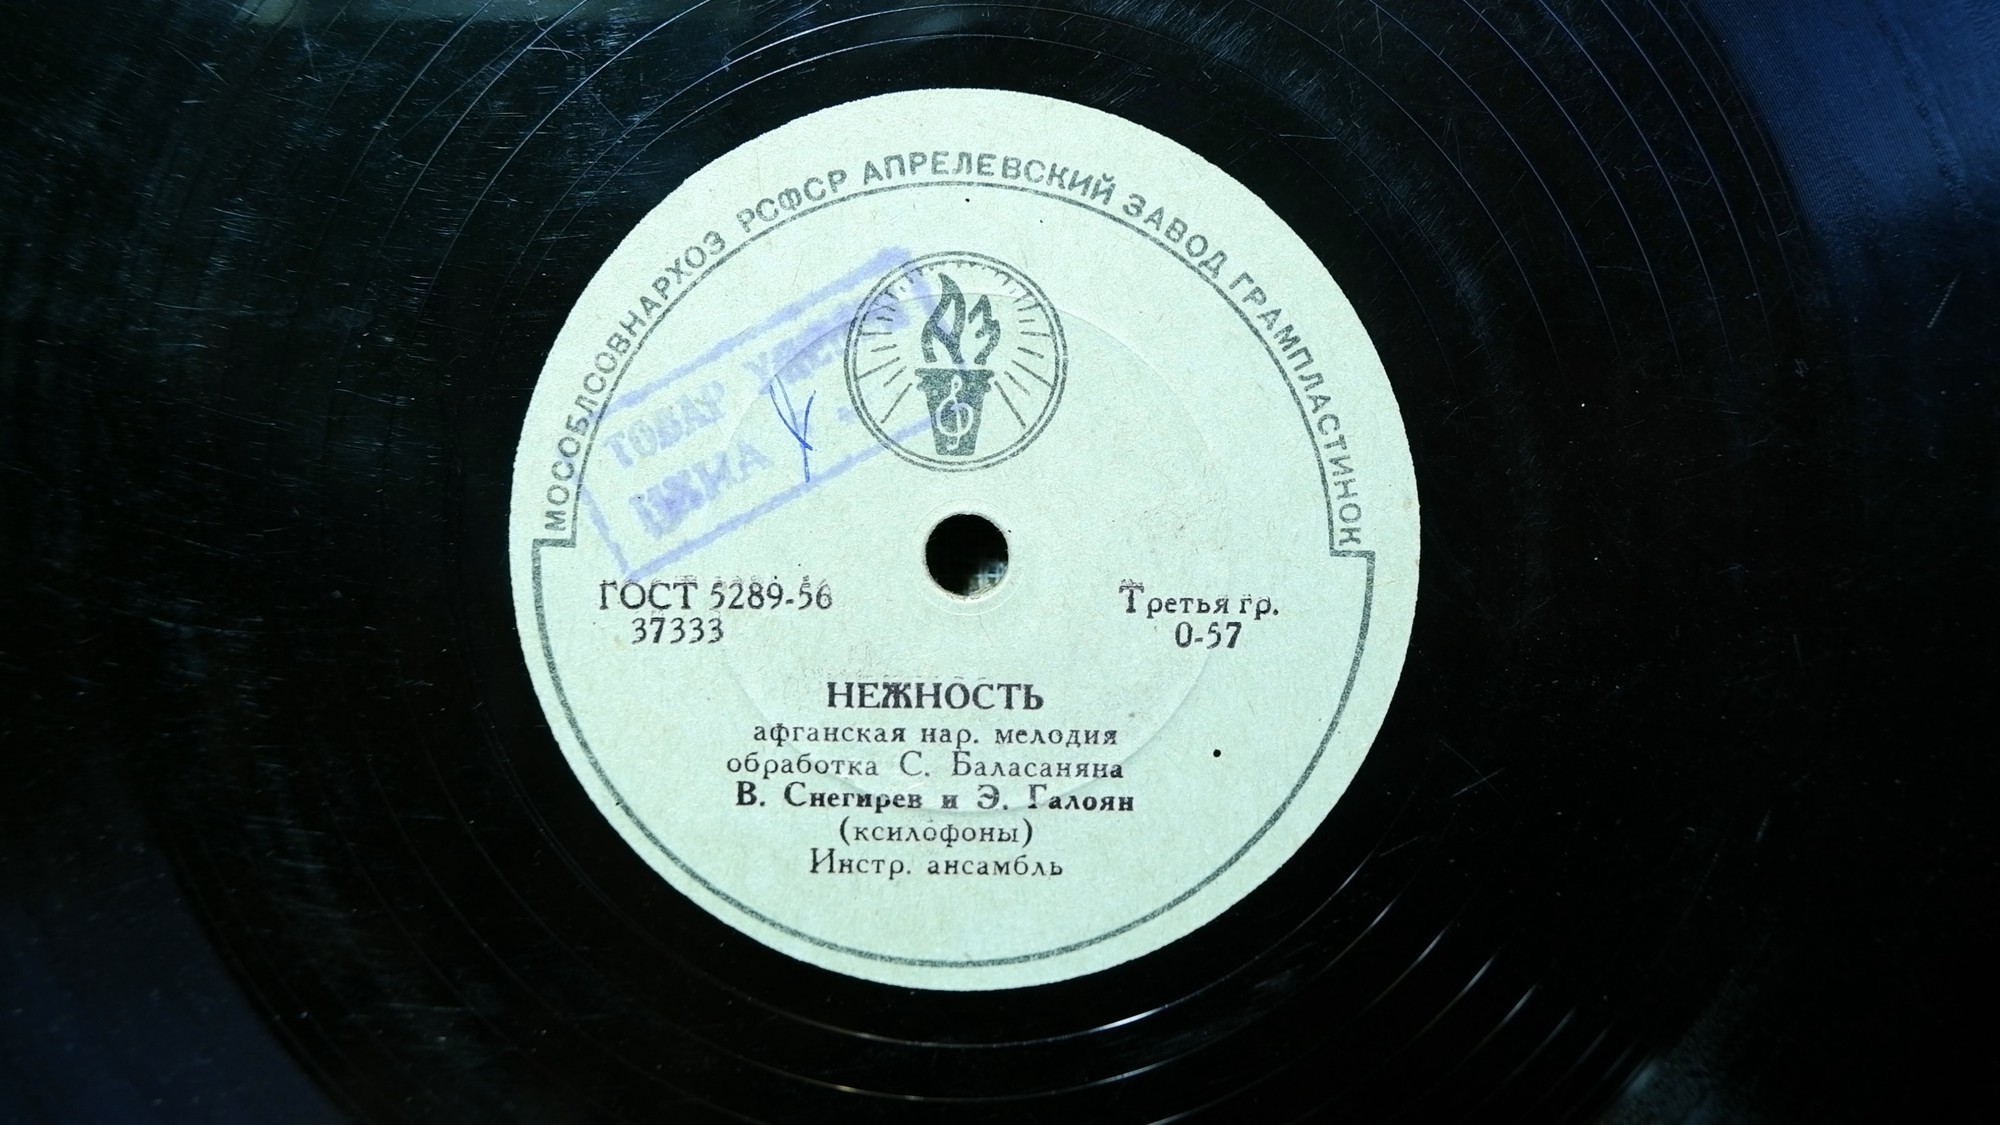 МОСОБЛСОВНАРХОЗ РСФСР АПРЕЛЕВСКИЙ ЗАВОД ГРАМПЛАСТИНОК
АЗ
ТОВАР
ЦЕНА
ГОСТ 5289-56
37333
Третья гр.
0-57
НЕЖНОСТЬ
афганская нар. мелодия
обработка С. Баласаняна
В. Снегирев и Э. Галоян
(ксилофоны)
Инстр. ансамбль